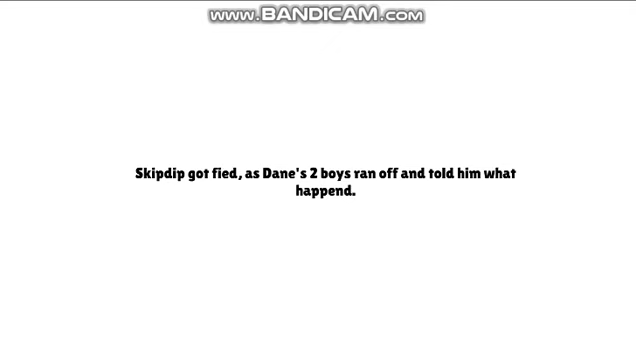 www.BANDICAM.com
Skipdip got fied, as Dane's 2 boys ran off and told him what
happend.